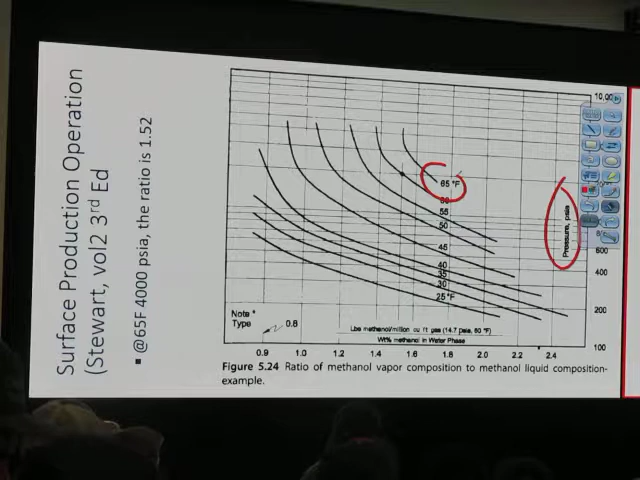 Surface Production Operation
(Stewart, vol2 3rd Ed
▪ @65F 4000 psia, the ratio is 1.52
10,00
65 °F
55
50
45
40
35
30
25 °F
Pressure, psia
600
400
200
100
Note *
Type
0.8
Lbs methanol/million cu ft gas (14.7 psia, 60 °F)
Wt% methanol in Water Phase
0.9 1.0 1.2 1.4 1.6 1.8 2.0 2.2 2.4
Figure 5.24 Ratio of methanol vapor composition to methanol liquid composition-
example.